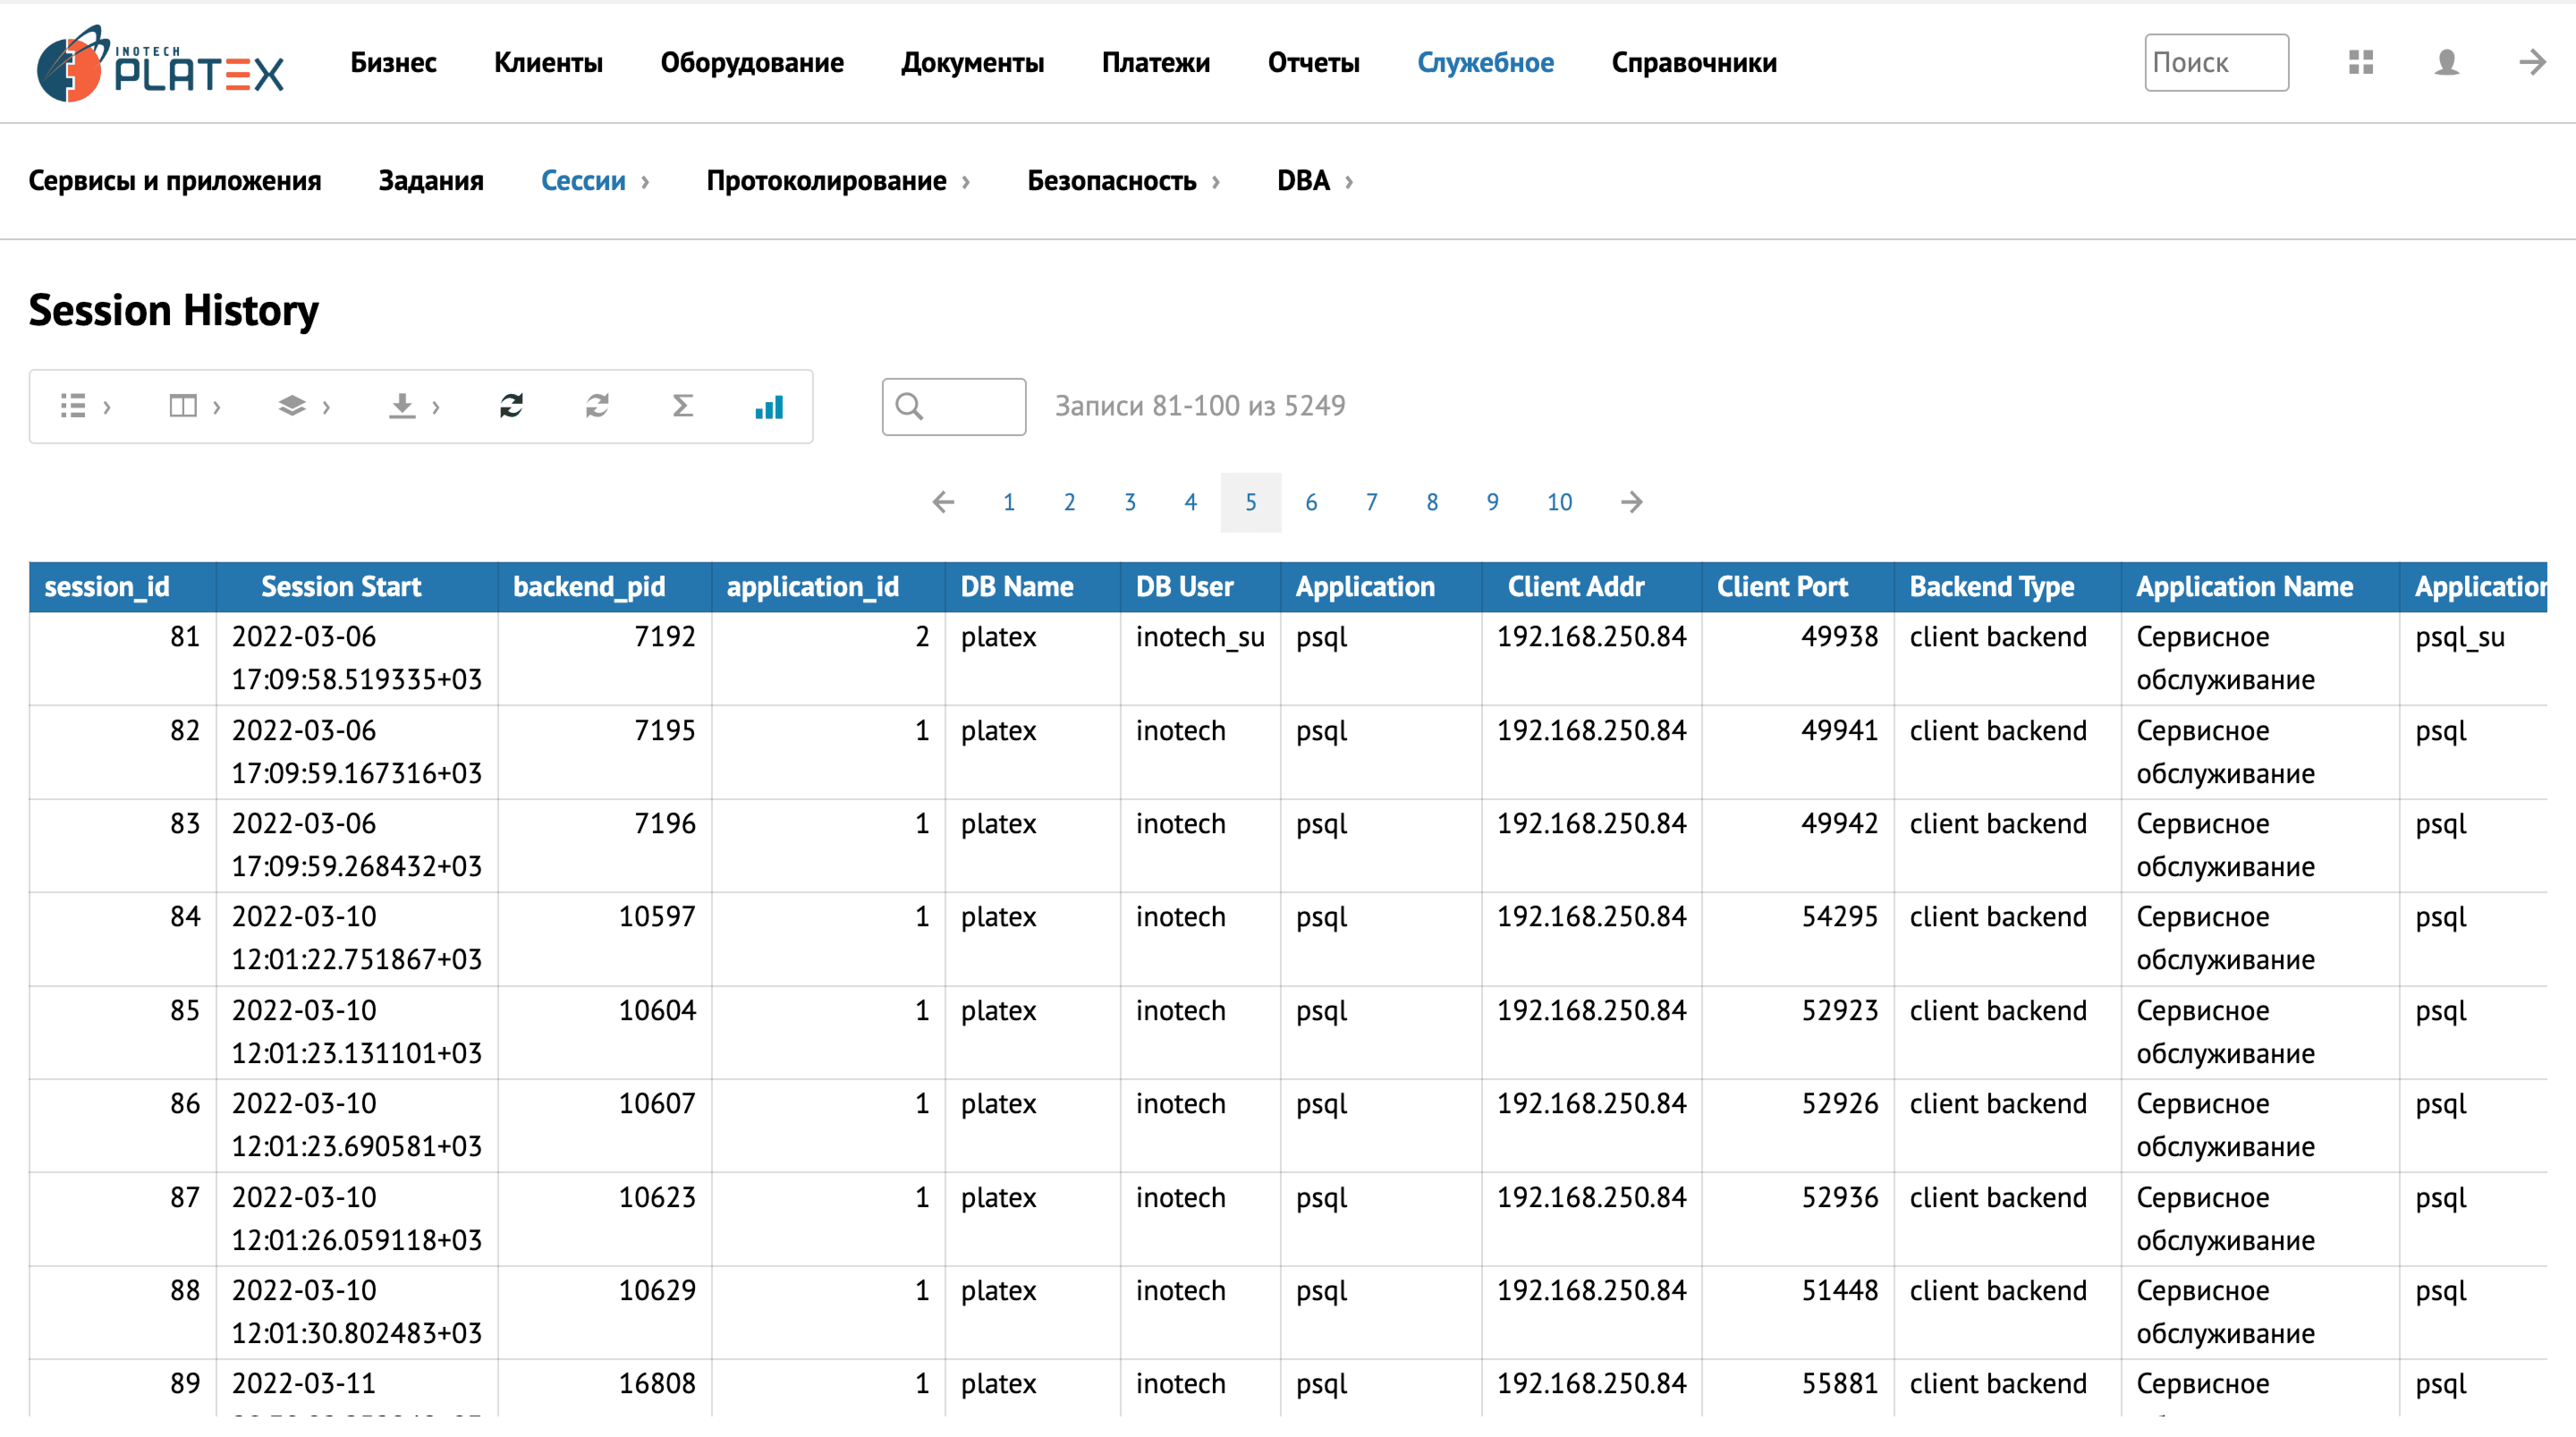 INOTECH
PLATEX
Бизнес Клиенты Оборудование Документы Платежи Отчеты Служебное Справочники Поиск
Сервисы и приложения Задания Сессии Протоколирование Безопасность DBA
Session History
Записи 81-100 из 5249
1 2 3 4 5 6 7 8 9 10
session_id Session Start backend_pid application_id DB Name DB User Application Client Addr Client Port Backend Type Application Name Application
81 2022-03-06 7192 2 platex inotech_su psql 192.168.250.84 49938 client backend Сервисное psql_su
17:09:58.519335+03 обслуживание
82 2022-03-06 7195 1 platex inotech psql 192.168.250.84 49941 client backend Сервисное psql
17:09:59.167316+03 обслуживание
83 2022-03-06 7196 1 platex inotech psql 192.168.250.84 49942 client backend Сервисное psql
17:09:59.268432+03 обслуживание
84 2022-03-10 10597 1 platex inotech psql 192.168.250.84 54295 client backend Сервисное psql
12:01:22.751867+03 обслуживание
85 2022-03-10 10604 1 platex inotech psql 192.168.250.84 52923 client backend Сервисное psql
12:01:23.131101+03 обслуживание
86 2022-03-10 10607 1 platex inotech psql 192.168.250.84 52926 client backend Сервисное psql
12:01:23.690581+03 обслуживание
87 2022-03-10 10623 1 platex inotech psql 192.168.250.84 52936 client backend Сервисное psql
12:01:26.059118+03 обслуживание
88 2022-03-10 10629 1 platex inotech psql 192.168.250.84 51448 client backend Сервисное psql
12:01:30.802483+03 обслуживание
89 2022-03-11 16808 1 platex inotech psql 192.168.250.84 55881 client backend Сервисное psql